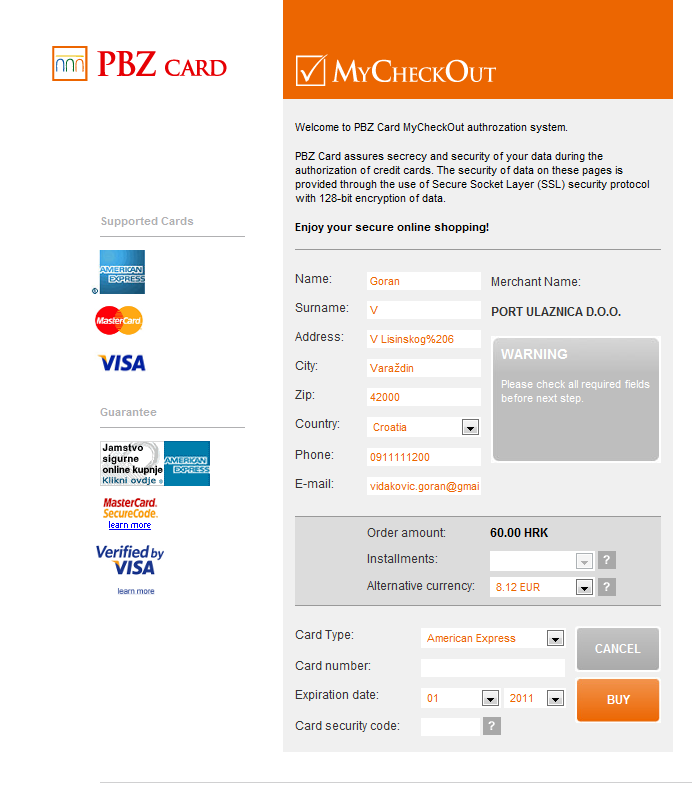 PBZ CARD
MYCHECKOUT
Welcome to PBZ Card MyCheckOut authrozation system.
PBZ Card assures secrecy and security of your data during the
authorization of credit cards. The security of data on these pages is
provided through the use of Secure Socket Layer (SSL) security protocol
with 128-bit encryption of data.
Enjoy your secure online shopping!
Supported Cards
AMERICAN
EXPRESS
®
MasterCard
VISA
Guarantee
Jamstvo
sigurne
online kupnje
Klikni ovdje
AMERICAN
EXPRESS
MasterCard.
SecureCode.
learn more
Verified by
VISA
learn more
Name: Goran
Surname: V
Address: V Lisinskog%206
City: Varaždin
Zip: 42000
Country: Croatia
Phone: 0911111200
E-mail: vidakovic.goran@gmai
Merchant Name:
PORT ULAZNICA D.O.O.
WARNING
Please check all required fields
before next step.
Order amount: 60.00 HRK
Installments: ?
Alternative currency: 8.12 EUR ?
Card Type: American Express
Card number:
Expiration date: 01 2011
Card security code: ?
CANCEL
BUY